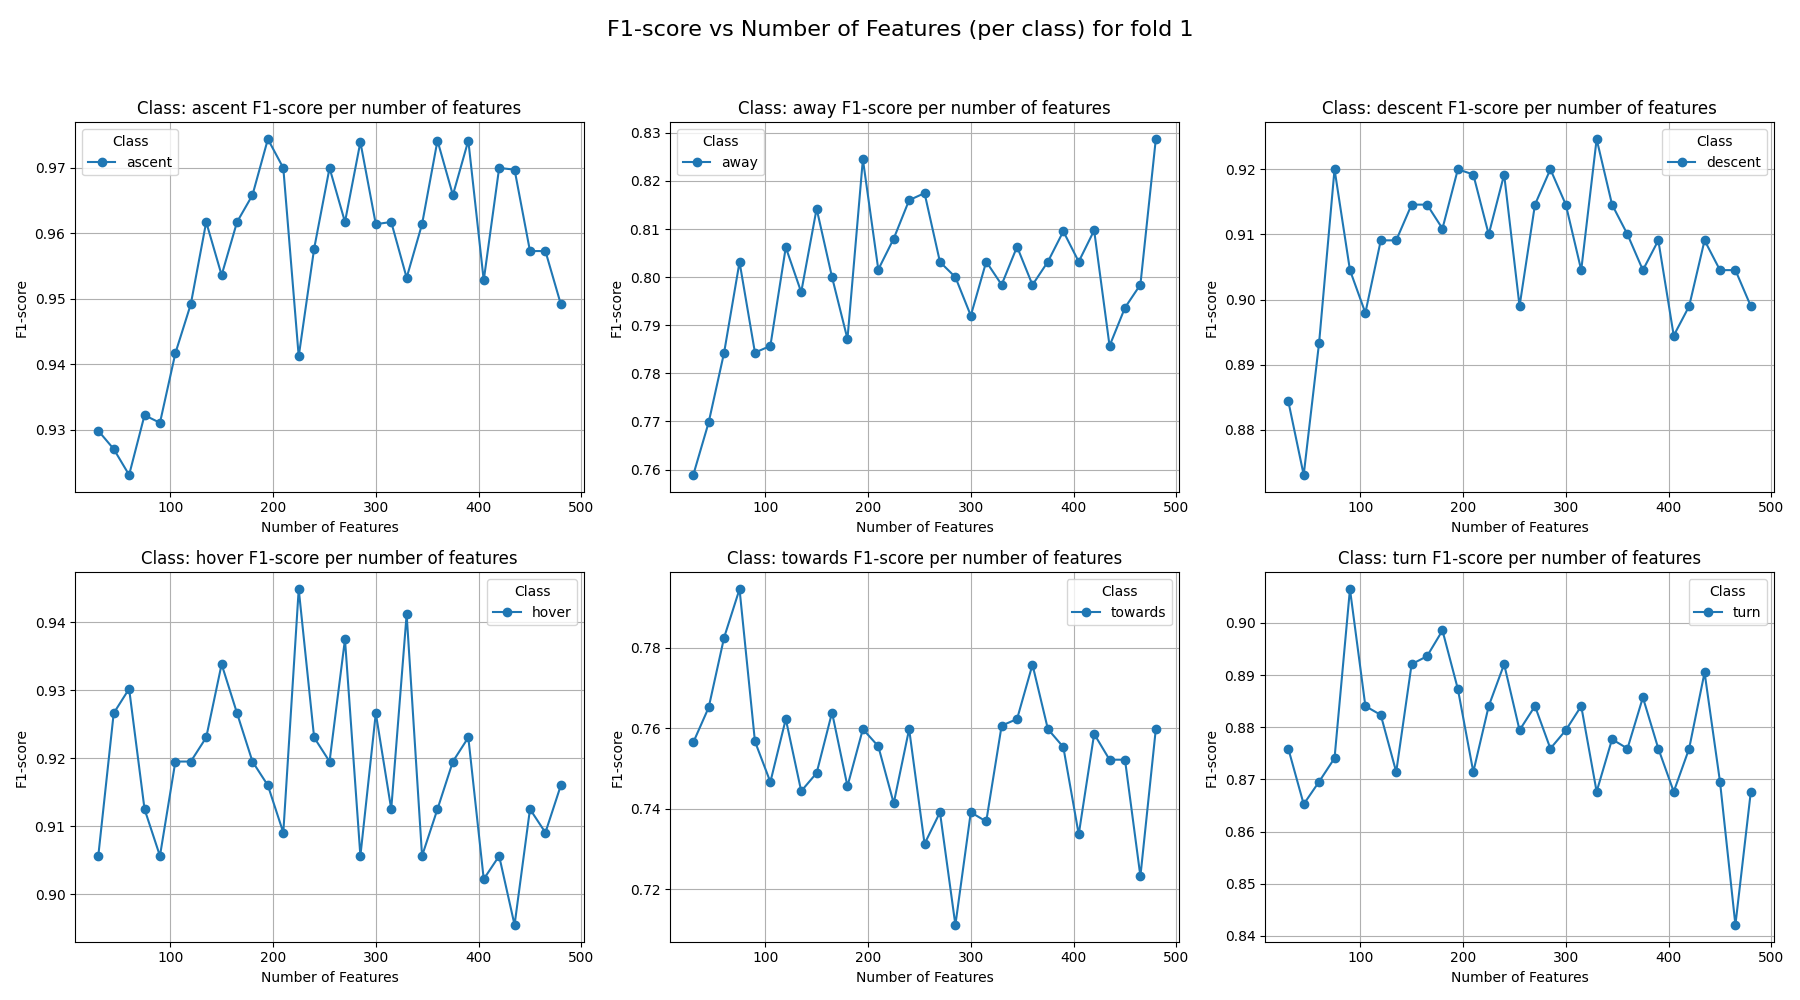 F1-score vs Number of Features (per class) for fold 1
Class: ascent F1-score per number of features
Class
ascent
F1-score
0.97
0.96
0.95
0.94
0.93
100 200 300 400 500
Number of Features
Class: away F1-score per number of features
Class
away
F1-score
0.83
0.82
0.81
0.80
0.79
0.78
0.77
0.76
100 200 300 400 500
Number of Features
Class: descent F1-score per number of features
Class
descent
F1-score
0.92
0.91
0.90
0.89
0.88
100 200 300 400 500
Number of Features
Class: hover F1-score per number of features
Class
hover
F1-score
0.94
0.93
0.92
0.91
0.90
100 200 300 400 500
Number of Features
Class: towards F1-score per number of features
Class
towards
F1-score
0.78
0.76
0.74
0.72
100 200 300 400 500
Number of Features
Class: turn F1-score per number of features
Class
turn
F1-score
0.90
0.89
0.88
0.87
0.86
0.85
0.84
100 200 300 400 500
Number of Features